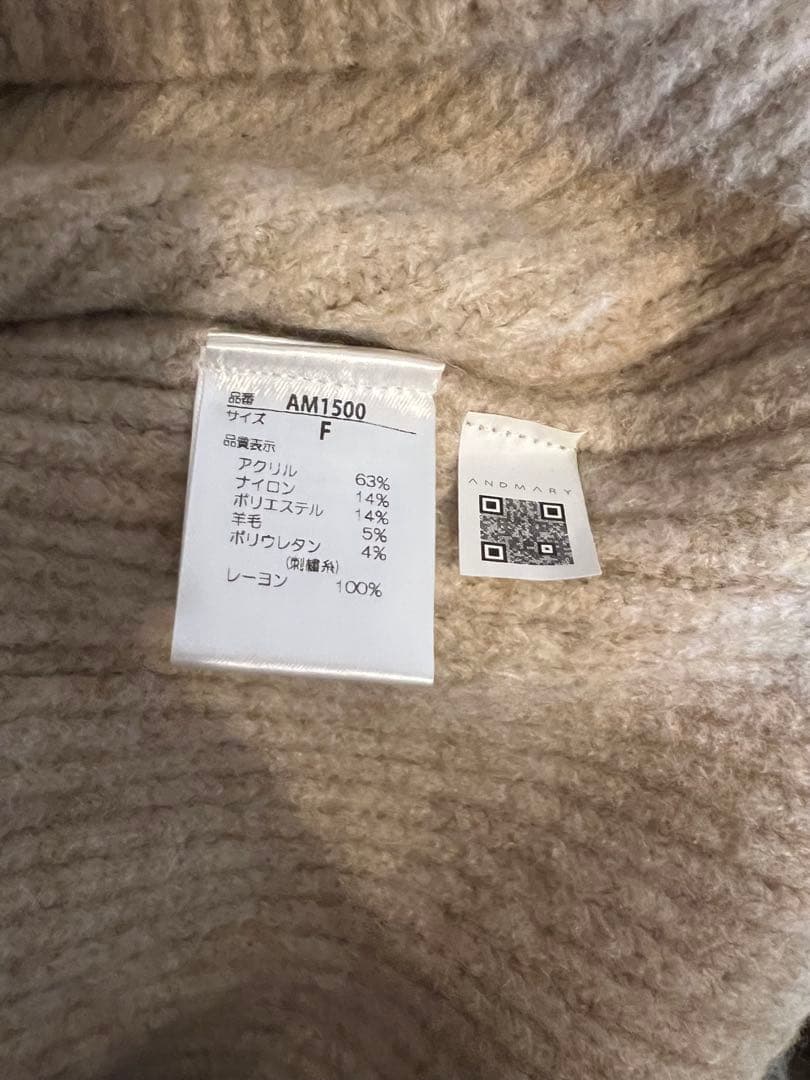 品番 AM1500
サイズ F
品質表示
アクリル 63%
ナイロン 14%
ポリエステル 14%
羊毛 5%
ポリウレタン 4%
(刺繍糸)
レーヨン 100%
ANDMARY